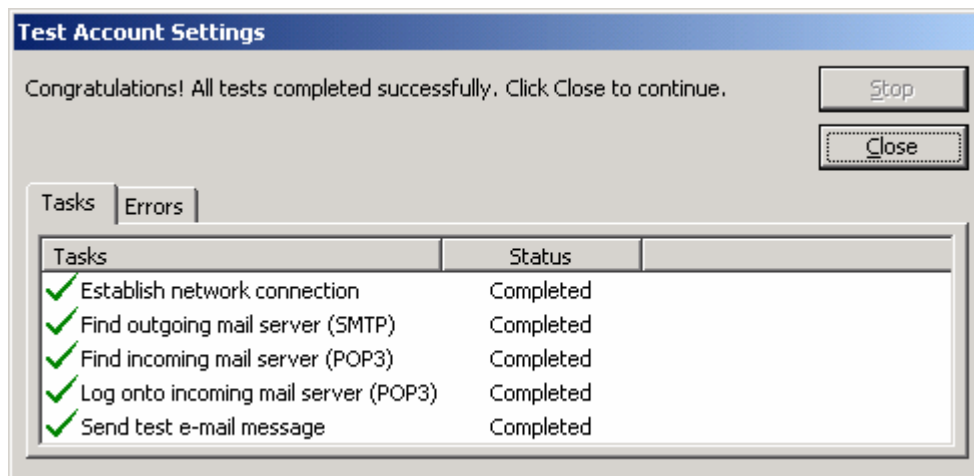 Test Account Settings
Congratulations! All tests completed successfully. Click Close to continue.
Stop
Close
Tasks Errors
Tasks Status
Establish network connection Completed
Find outgoing mail server (SMTP) Completed
Find incoming mail server (POP3) Completed
Log onto incoming mail server (POP3) Completed
Send test e-mail message Completed